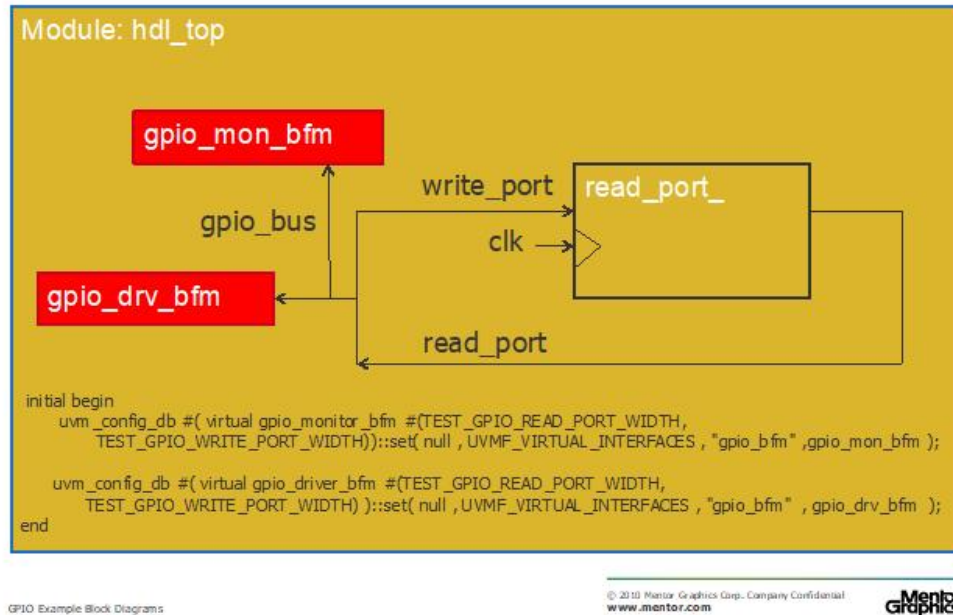 Module: hdl_top
gpio_mon_bfm
write_port
read_port_
gpio_bus
clk
gpio_drv_bfm
read_port
initial begin
uvm_config_db #( virtual gpio_monitor_bfm #(TEST_GPIO_READ_PORT_WIDTH,
TEST_GPIO_WRITE_PORT_WIDTH))::set( null , UVMF_VIRTUAL_INTERFACES , "gpio_bfm" ,gpio_mon_bfm );
uvm_config_db #( virtual gpio_driver_bfm #(TEST_GPIO_READ_PORT_WIDTH,
TEST_GPIO_WRITE_PORT_WIDTH) )::set( null , UVMF_VIRTUAL_INTERFACES , "gpio_bfm" , gpio_drv_bfm );
end
GPIO Example Block Diagrams
© 2010 Mentor Graphics Corp. Company Confidential
www.mentor.com